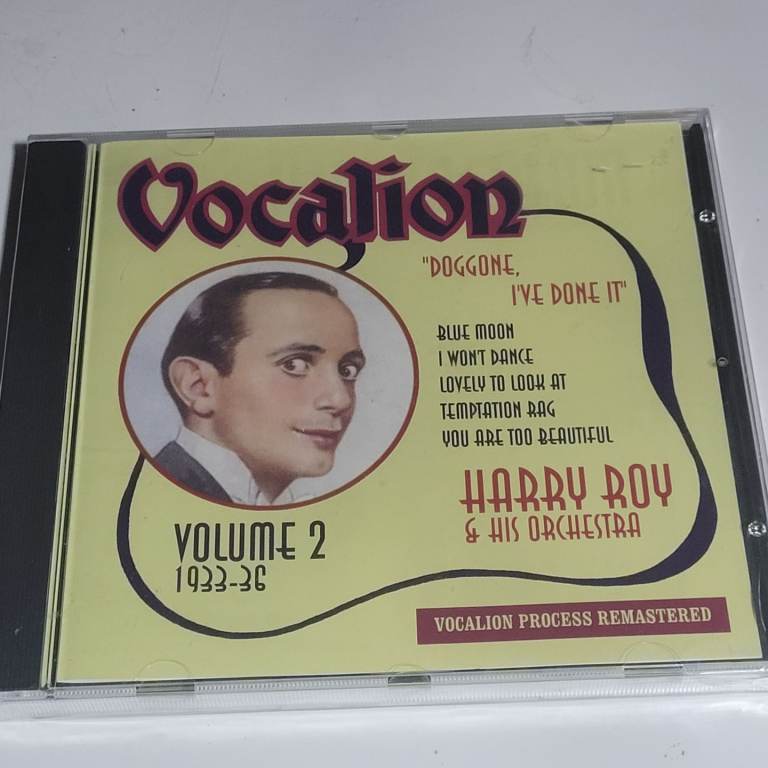 Vocalion
"DOGGONE,
I'VE DONE IT"
BLUE MOON
I WON'T DANCE
LOVELY TO LOOK AT
TEMPTATION RAG
YOU ARE TOO BEAUTIFUL
HARRY ROY
& HIS ORCHESTRA
VOLUME 2
1933-36
VOCALION PROCESS REMASTERED